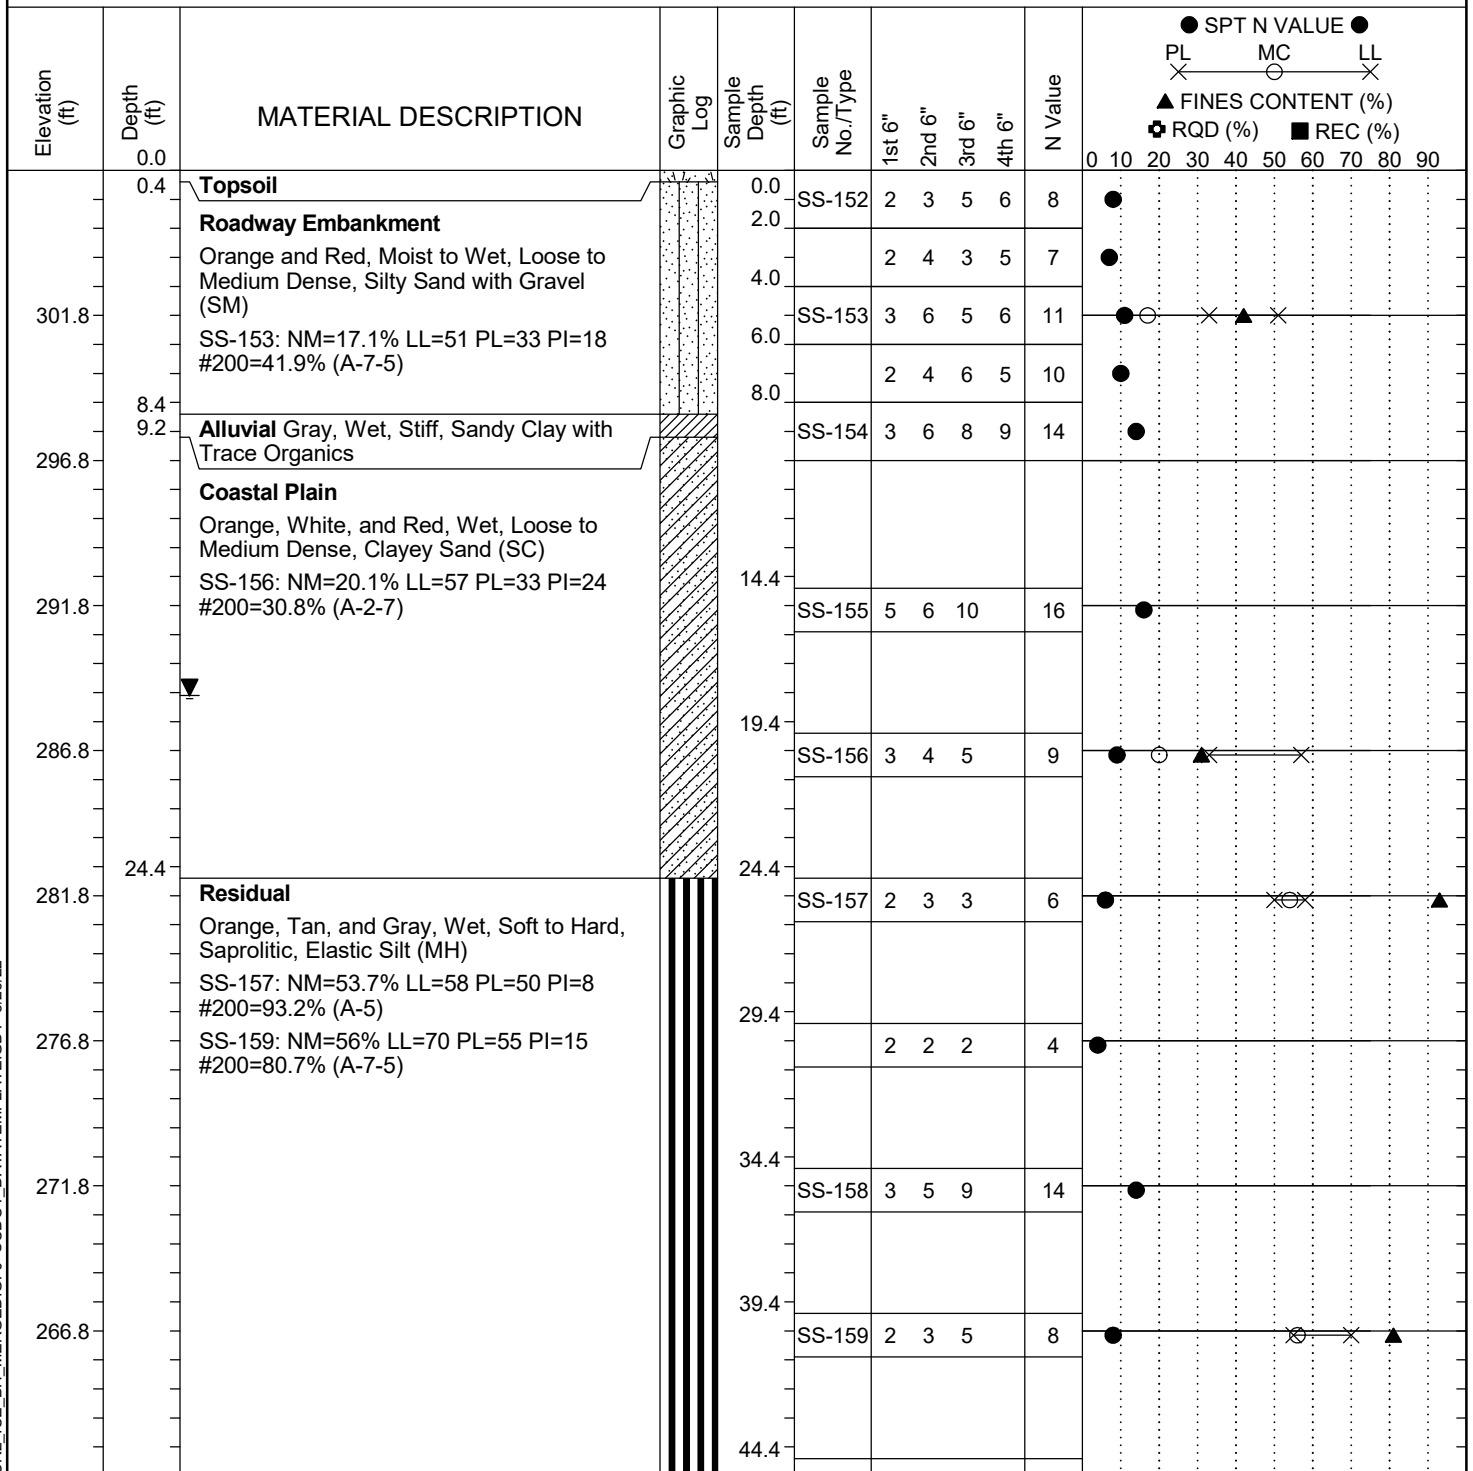 ● SPT N VALUE ●
PL MC LL
▲ FINES CONTENT (%)
RQD (%) ■ REC (%)
0 10 20 30 40 50 60 70 80 90
Elevation (ft)
Depth (ft)
0.0
MATERIAL DESCRIPTION
Graphic Log
Sample Depth (ft)
Sample No./Type
1st 6"
2nd 6"
3rd 6"
4th 6"
N Value
0.4 Topsoil
0.0 SS-152 2 3 5 6 8
2.0
Roadway Embankment
Orange and Red, Moist to Wet, Loose to
Medium Dense, Silty Sand with Gravel
(SM)
2 4 3 5 7
4.0
301.8
SS-153 3 6 5 6 11
SS-153: NM=17.1% LL=51 PL=33 PI=18
#200=41.9% (A-7-5)
6.0
2 4 6 5 10
8.0
8.4
9.2 Alluvial Gray, Wet, Stiff, Sandy Clay with
Trace Organics
SS-154 3 6 8 9 14
296.8
Coastal Plain
Orange, White, and Red, Wet, Loose to
Medium Dense, Clayey Sand (SC)
SS-156: NM=20.1% LL=57 PL=33 PI=24
#200=30.8% (A-2-7)
14.4
291.8
SS-155 5 6 10 16
19.4
286.8
SS-156 3 4 5 9
24.4
24.4
281.8
Residual
SS-157 2 3 3 6
Orange, Tan, and Gray, Wet, Soft to Hard,
Saprolitic, Elastic Silt (MH)
SS-157: NM=53.7% LL=58 PL=50 PI=8
#200=93.2% (A-5)
29.4
276.8
SS-159: NM=56% LL=70 PL=55 PI=15
#200=80.7% (A-7-5)
2 2 2 4
34.4
271.8
SS-158 3 5 9 14
39.4
266.8
SS-159 2 3 5 8
44.4